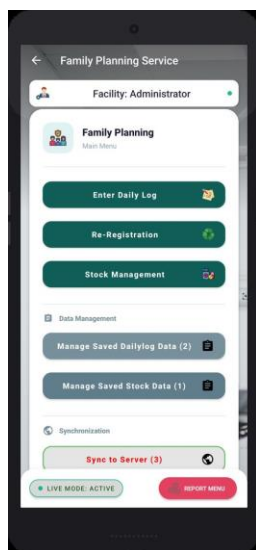 Family Planning Service
Facility: Administrator
Family Planning
Main Menu
Enter Daily Log
Re-Registration
Stock Management
Data Management
Manage Saved Dailylog Data (2)
Manage Saved Stock Data (1)
Synchronization
Sync to Server (3)
LIVE MODE: ACTIVE
REPORT MENU